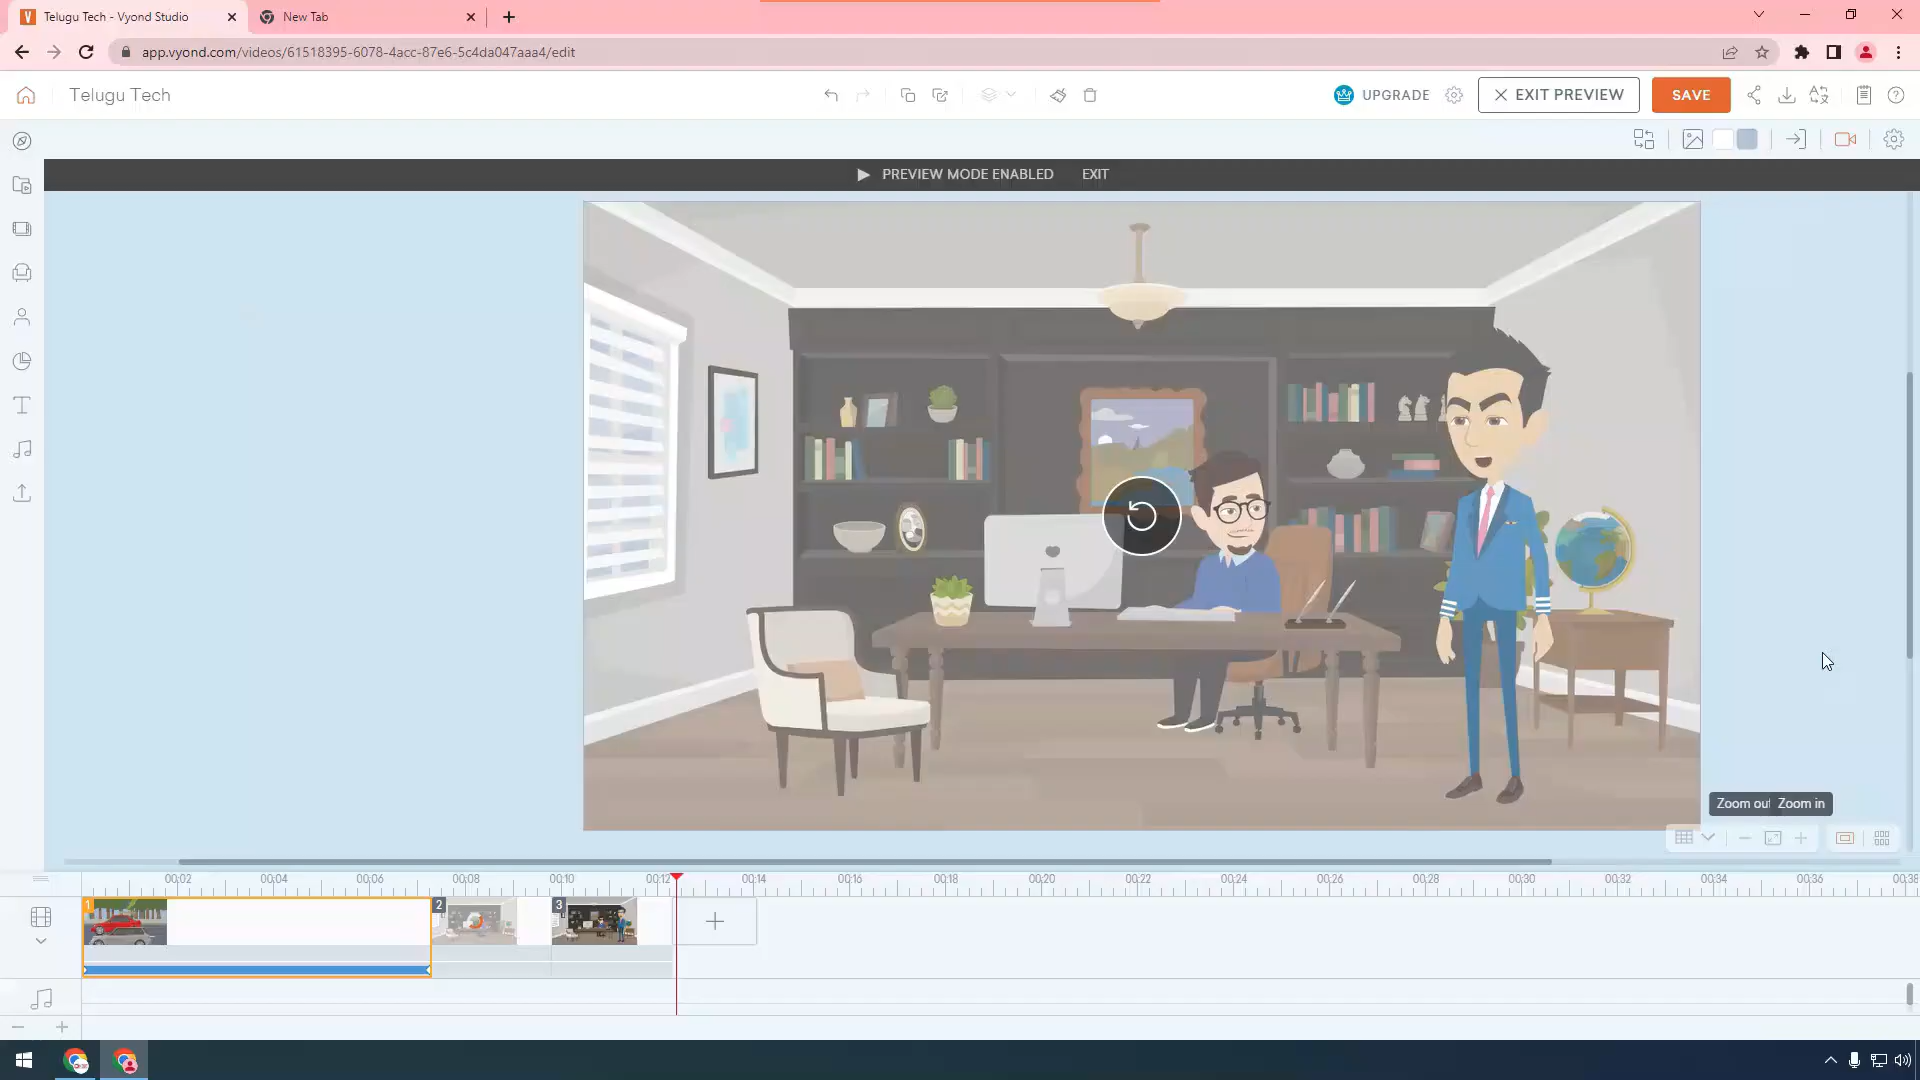 Telugu Tech - Vyond Studio
New Tab
app.vyond.com/videos/61518395-6078-4acc-87e6-5c4da047aaa4/edit
Telugu Tech
UPGRADE
EXIT PREVIEW
SAVE
PREVIEW MODE ENABLED EXIT
Zoom out Zoom in
00:02 00:04 00:06 00:08 00:10 00:12 00:14 00:16 00:18 00:20 00:22 00:24 00:26 00:28 00:30 00:32 00:34 00:36 00:38
1 2 3